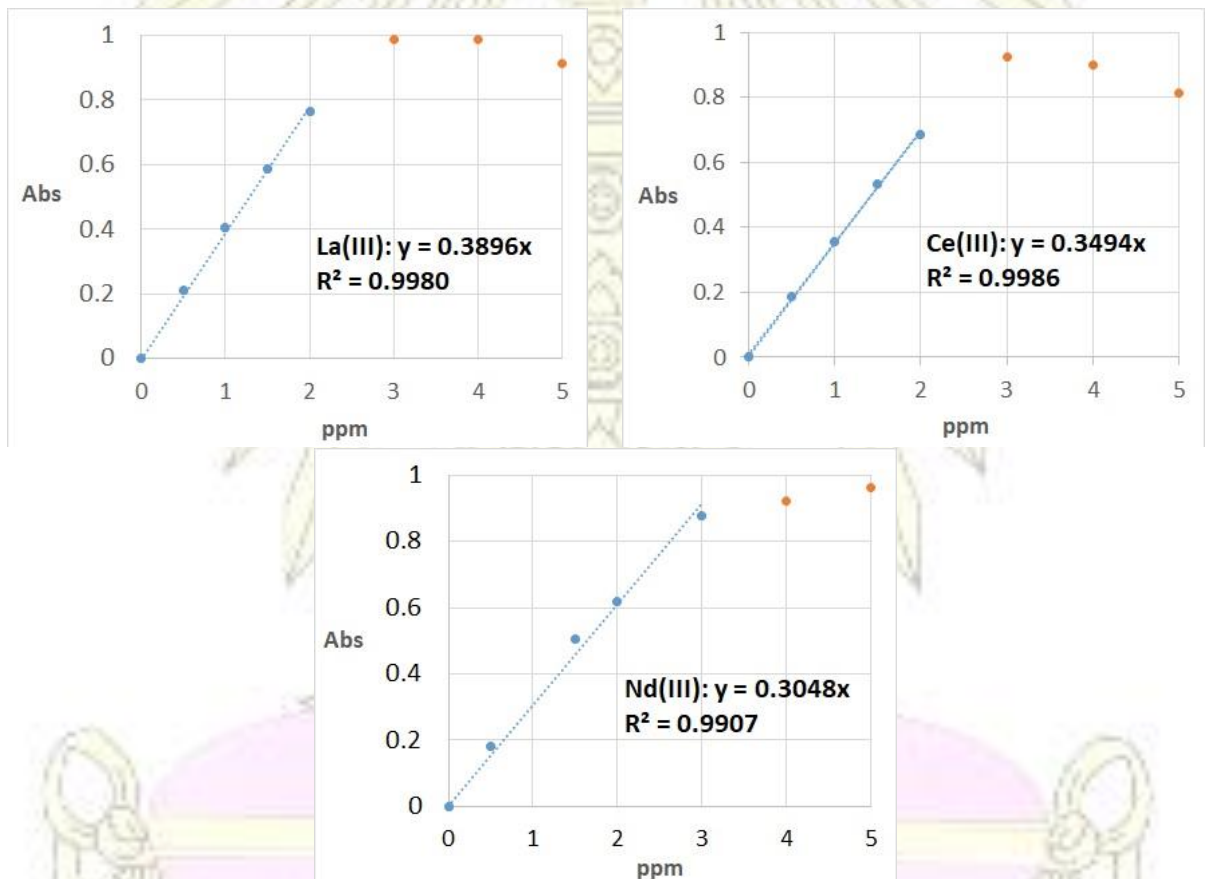 1
0.8
0.6
Abs
0.4
La(III): y = 0.3896x
R² = 0.9980
0.2
0
0 1 2 3 4 5
ppm
1
0.8
0.6
Abs
0.4
Ce(III): y = 0.3494x
R² = 0.9986
0.2
0
0 1 2 3 4 5
ppm
1
0.8
0.6
Abs
0.4
Nd(III): y = 0.3048x
R² = 0.9907
0.2
0
0 1 2 3 4 5
ppm